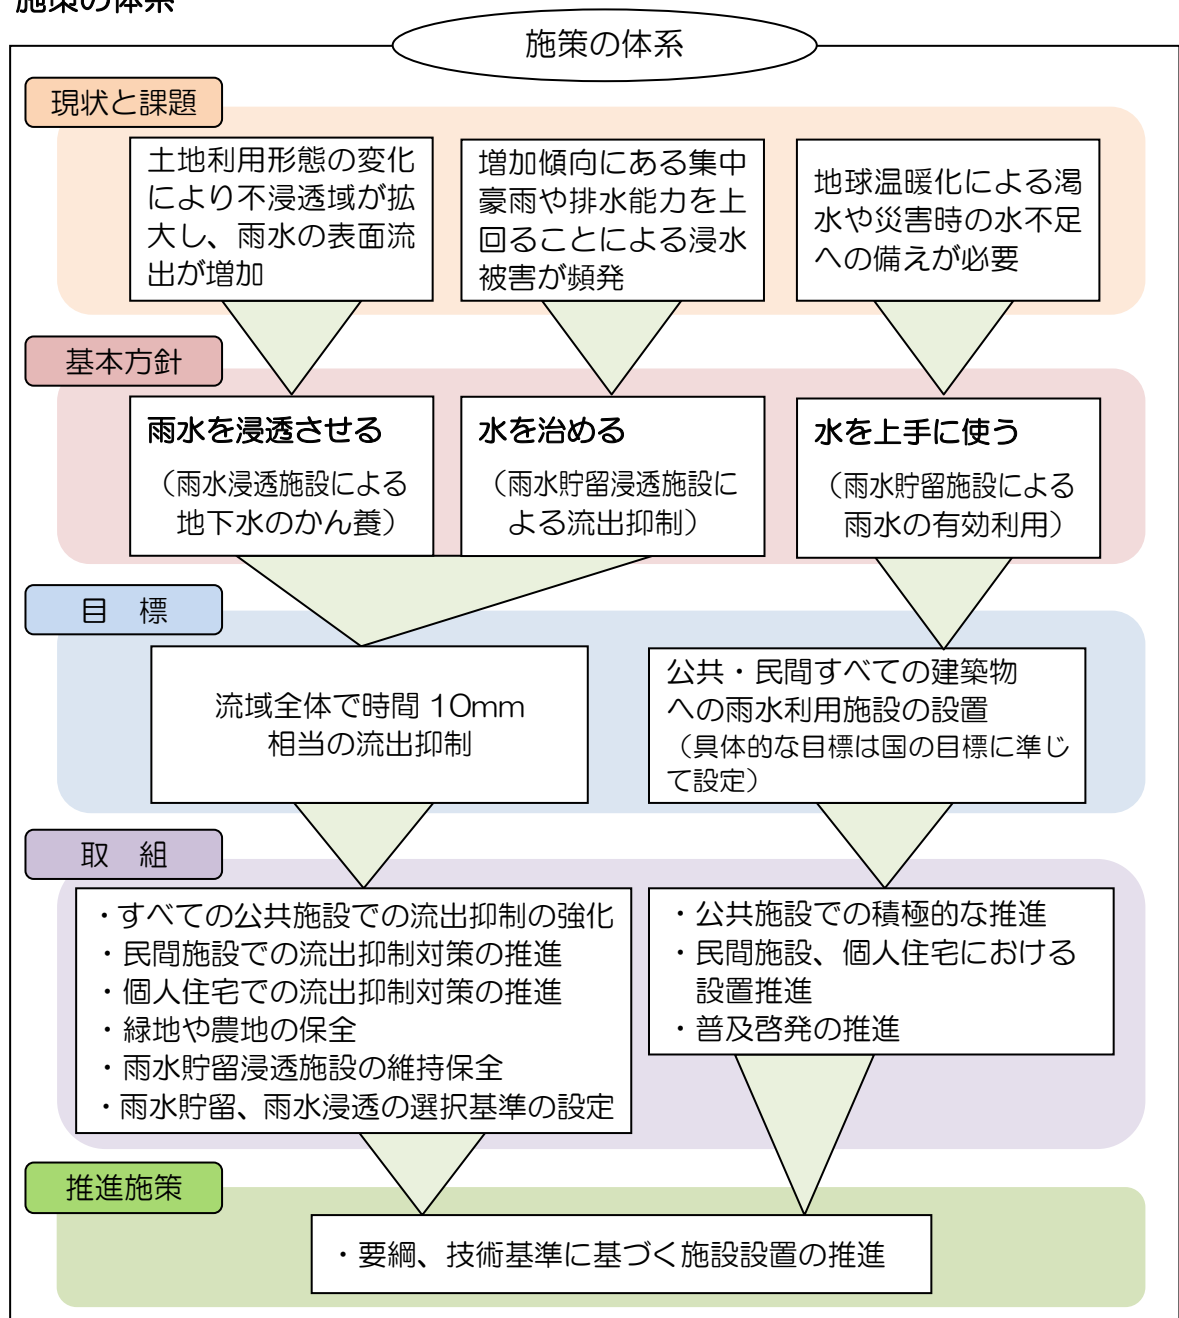 施策の体系
施策の体系
現状と課題
土地利用形態の変化
により不浸透域が拡
大し、雨水の表面流
出が増加
増加傾向にある集中
豪雨や排水能力を上
回ることによる浸水
被害が頻発
地球温暖化による渇
水や災害時の水不足
への備えが必要
基本方針
雨水を浸透させる
（雨水浸透施設による
地下水のかん養）
水を治める
（雨水貯留浸透施設に
よる流出抑制）
水を上手に使う
（雨水貯留施設による
雨水の有効利用）
目　標
流域全体で時間 10mm
相当の流出抑制
公共・民間すべての建築物
への雨水利用施設の設置
（具体的な目標は国の目標に準じ
て設定）
取　組
・すべての公共施設での流出抑制の強化
・民間施設での流出抑制対策の推進
・個人住宅での流出抑制対策の推進
・緑地や農地の保全
・雨水貯留浸透施設の維持保全
・雨水貯留、雨水浸透の選択基準の設定
・公共施設での積極的な推進
・民間施設、個人住宅における
設置推進
・普及啓発の推進
推進施策
・要綱、技術基準に基づく施設設置の推進